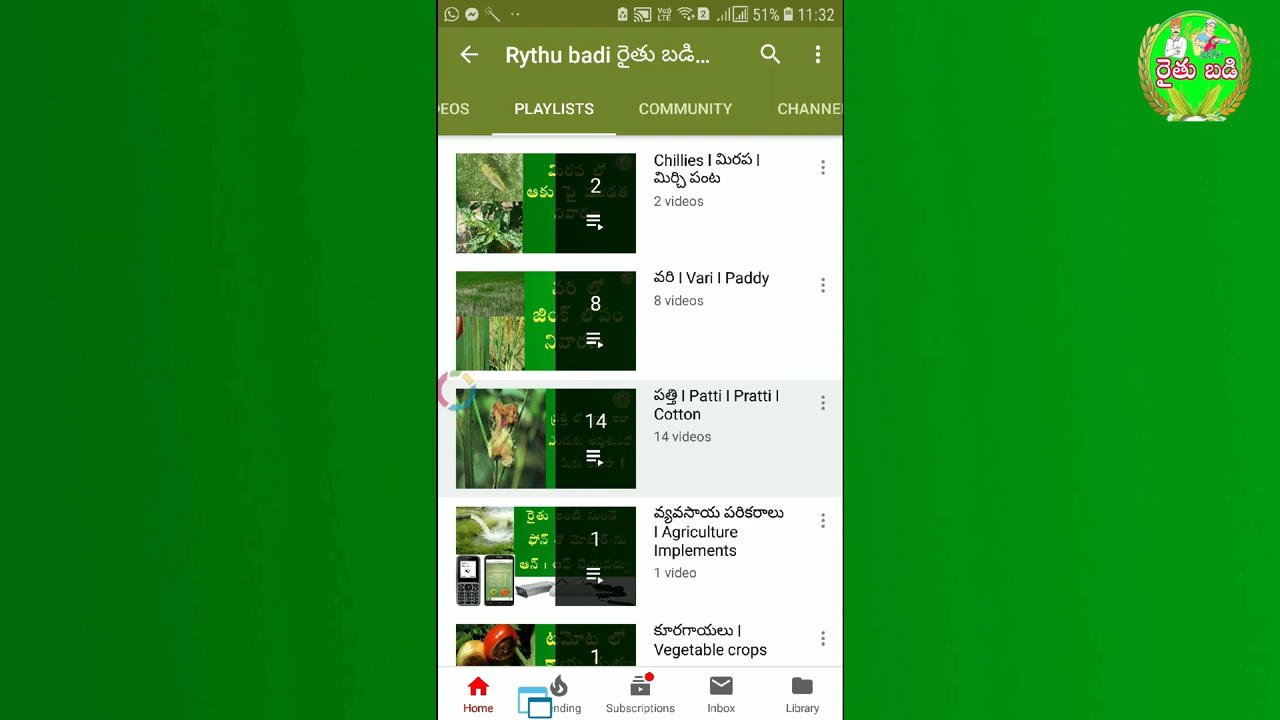 51% 11:32
Rythu badi రైతు బడి...
EOS PLAYLISTS COMMUNITY CHANNE
రైతు బడి
2
Chillies I మిరప I
మిర్చి పంట
2 videos
8
వరి I Vari I Paddy
8 videos
14
పత్తి I Patti I Pratti I
Cotton
14 videos
1
వ్యవసాయ పరికరాలు
I Agriculture
Implements
1 video
1
కూరగాయలు I
Vegetable crops
Home ending Subscriptions Inbox Library